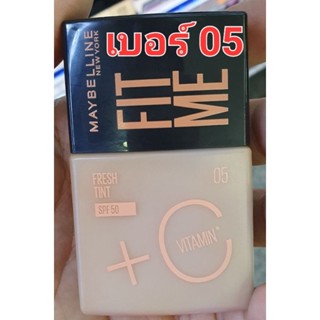 เบอร์ 05
MAYBELLINE
NEW YORK
FIT
ME
FRESH
TINT
SPF 50
05
+C
VITAMIN+